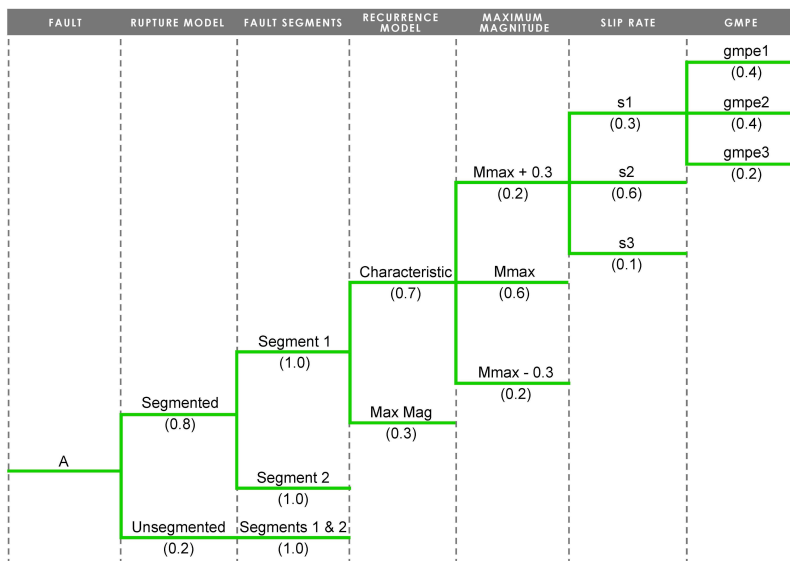 FAULT
RUPTURE MODEL
FAULT SEGMENTS
RECURRENCE
MODEL
MAXIMUM
MAGNITUDE
SLIP RATE
GMPE
gmpe1
(0.4)
s1
(0.3)
gmpe2
(0.4)
gmpe3
(0.2)
Mmax + 0.3
(0.2)
s2
(0.6)
s3
(0.1)
Characteristic
(0.7)
Mmax
(0.6)
Segment 1
(1.0)
Mmax - 0.3
(0.2)
Segmented
(0.8)
Max Mag
(0.3)
A
Segment 2
(1.0)
Unsegmented
(0.2)
Segments 1 & 2
(1.0)